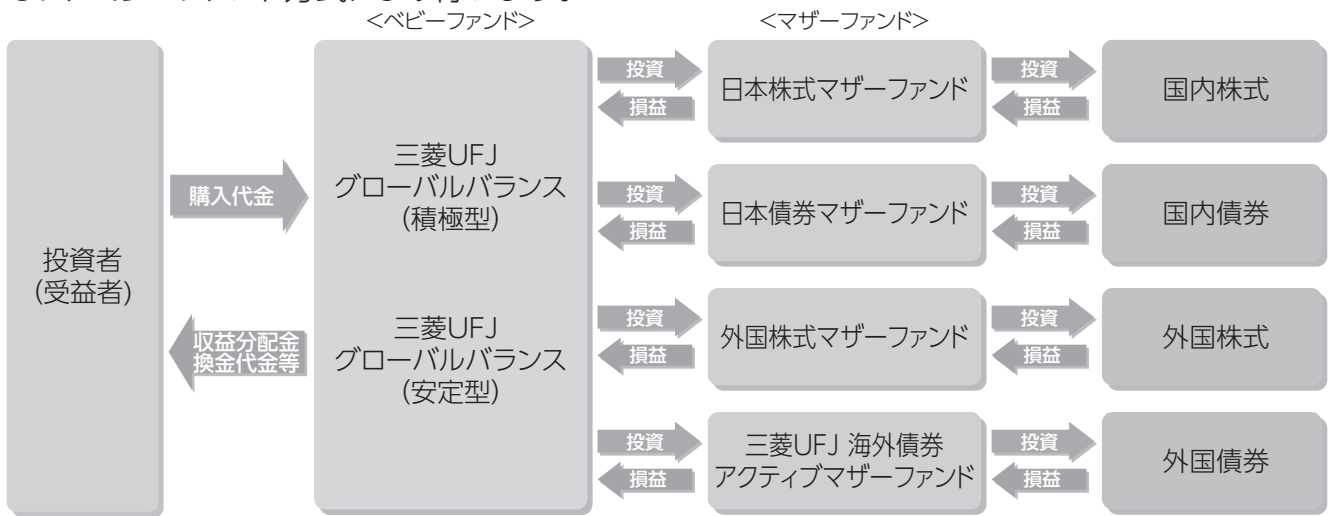 <ベビーファンド>
<マザーファンド>
投資者
(受益者)
購入代金
収益分配金
換金代金等
三菱UFJ
グローバルバランス
(積極型)
三菱UFJ
グローバルバランス
(安定型)
投資
損益
日本株式マザーファンド
投資
損益
国内株式
投資
損益
日本債券マザーファンド
投資
損益
国内債券
投資
損益
外国株式マザーファンド
投資
損益
外国株式
投資
損益
三菱UFJ 海外債券
アクティブマザーファンド
投資
損益
外国債券